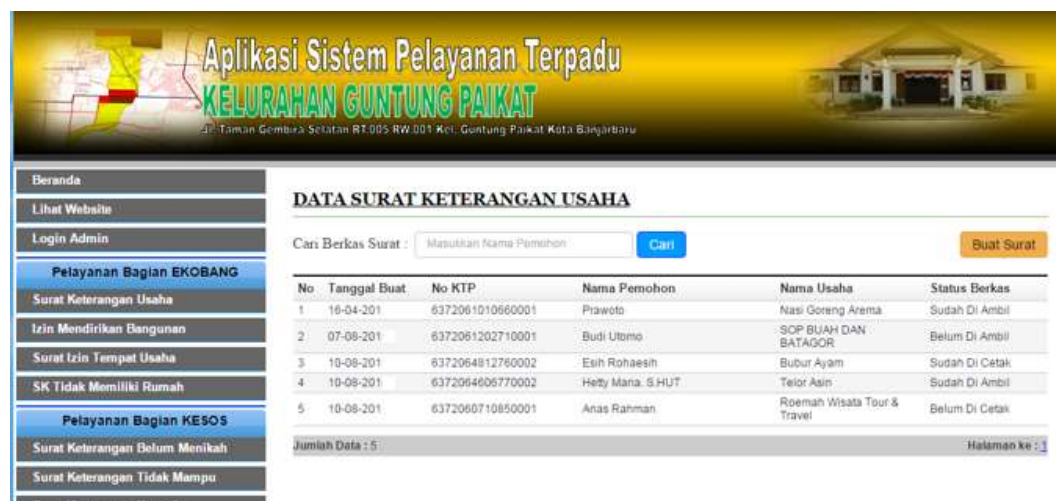 Aplikasi Sistem Pelayanan Terpadu
KELURAHAN GUNTUNG PAIKAT
Jl. Taman Gembira Selatan RT.005 RW.001 Kel. Guntung Paikat Kota Banjarbaru
Beranda
Lihat Website
Login Admin
Pelayanan Bagian EKOBANG
Surat Keterangan Usaha
Izin Mendirikan Bangunan
Surat Izin Tempat Usaha
SK Tidak Memiliki Rumah
Pelayanan Bagian KESOS
Surat Keterangan Belum Menikah
Surat Keterangan Tidak Mampu
DATA SURAT KETERANGAN USAHA
Cari Berkas Surat : Masukkan Nama Pemohon Cari Buat Surat
No Tanggal Buat No KTP Nama Pemohon Nama Usaha Status Berkas
1 16-04-201 6372061010660001 Prawoto Nasi Goreng Arema Sudah Di Ambil
2 07-08-201 6372061202710001 Budi Utomo SOP BUAH DAN BATAGOR Belum Di Ambil
3 10-08-201 6372064812760002 Esih Rohaesih Bubur Ayam Sudah Di Cetak
4 10-08-201 6372064606770002 Hetty Maria. S.HUT Telor Asin Sudah Di Ambil
5 10-08-201 6372060710850001 Anas Rahman Roemah Wisata Tour & Travel Belum Di Cetak
Jumlah Data : 5 Halaman ke : 1